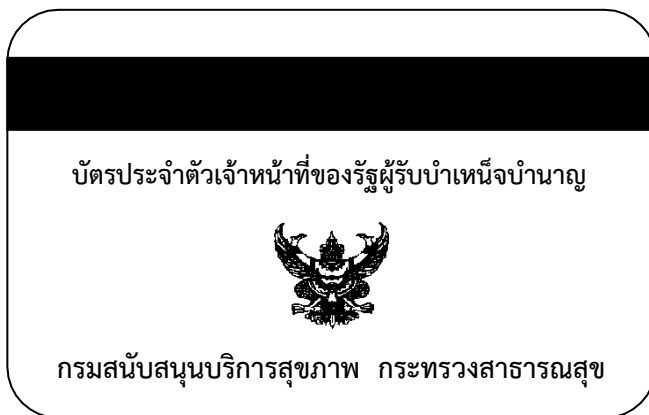 บัตรประจำตัวเจ้าหน้าที่ของรัฐผู้รับบำเหน็จบำนาญ
กรมสนับสนุนบริการสุขภาพ กระทรวงสาธารณสุข